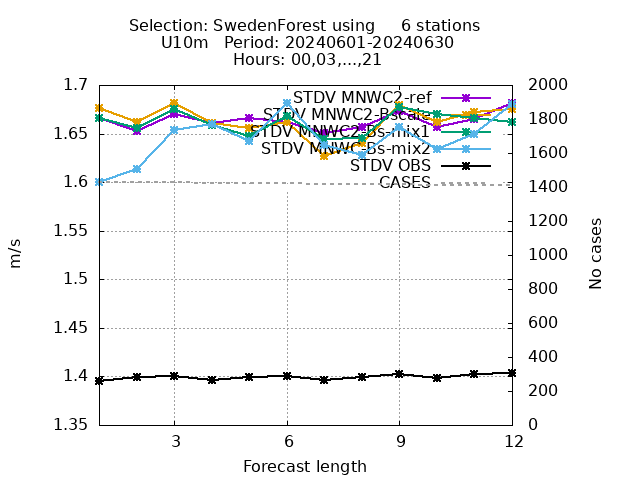 Selection: SwedenForest using 6 stations
U10m Period: 20240601-20240630
Hours: 00,03,...,21
1.7
1.65
1.6
1.55
1.5
1.45
1.4
1.35
m/s
STDV MNWC2-ref
STDV MNWC2-Bscale
STDV MNWC2-Bs-mix1
STDV MNWC-Bs-mix2
STDV OBS
CASES
2000
1800
1600
1400
1200
1000
800
600
400
200
0
No cases
3
6
9
12
Forecast length